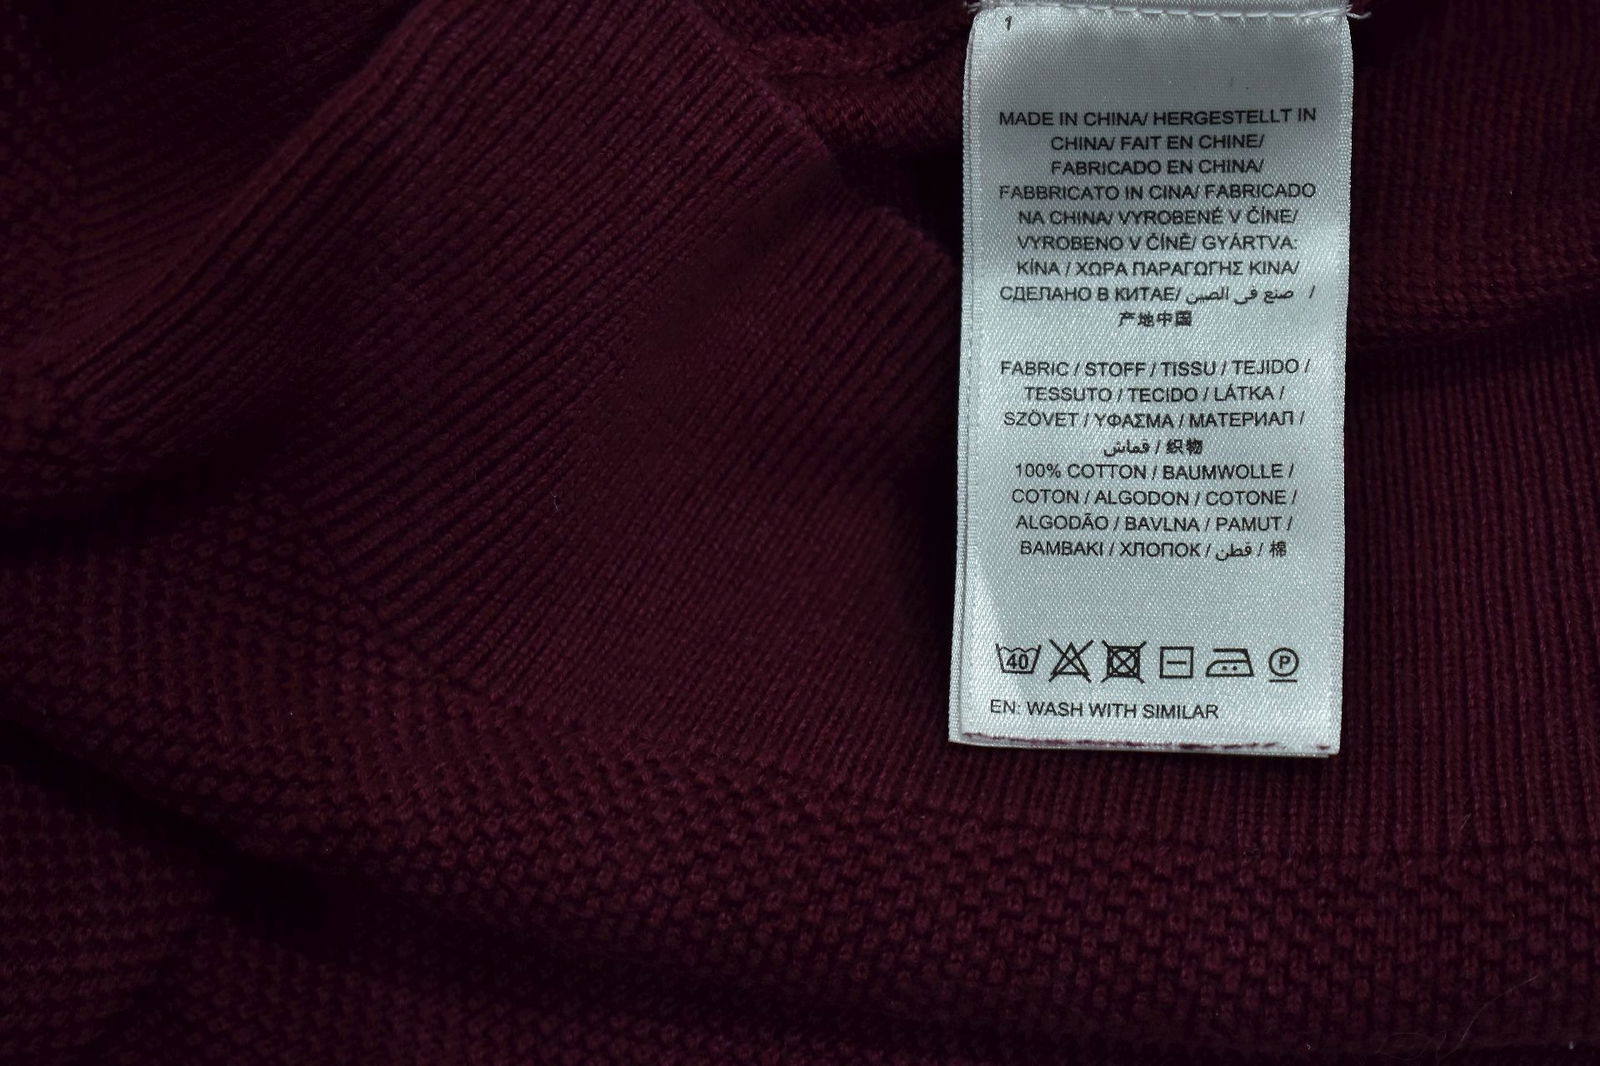 1
MADE IN CHINA/ HERGESTELLT IN
CHINA/ FAIT EN CHINE/
FABRICADO EN CHINA/
FABBRICATO IN CINA/ FABRICADO
NA CHINA/ VYROBENÉ V ČÍNE/
VYROBENO V ČÍNĚ/ GYÁRTVA:
KÍNA / ΧΩΡΑ ΠΑΡΑΓΩΓΗΣ ΚΙΝΑ/
СДЕЛАНО В КИТАЕ/ صنع في الصين /
产地中国
FABRIC / STOFF / TISSU / TEJIDO /
TESSUTO / TECIDO / LÁTKA /
SZÖVET / ΥΦΑΣΜΑ / МАТЕРИАЛ /
قماش / 织物
100% COTTON / BAUMWOLLE /
COTON / ALGODON / COTONE /
ALGODÃO / BAVLNA / PAMUT /
BAMBAKI / ХЛОПОК / قطن / 棉
40 P
EN: WASH WITH SIMILAR